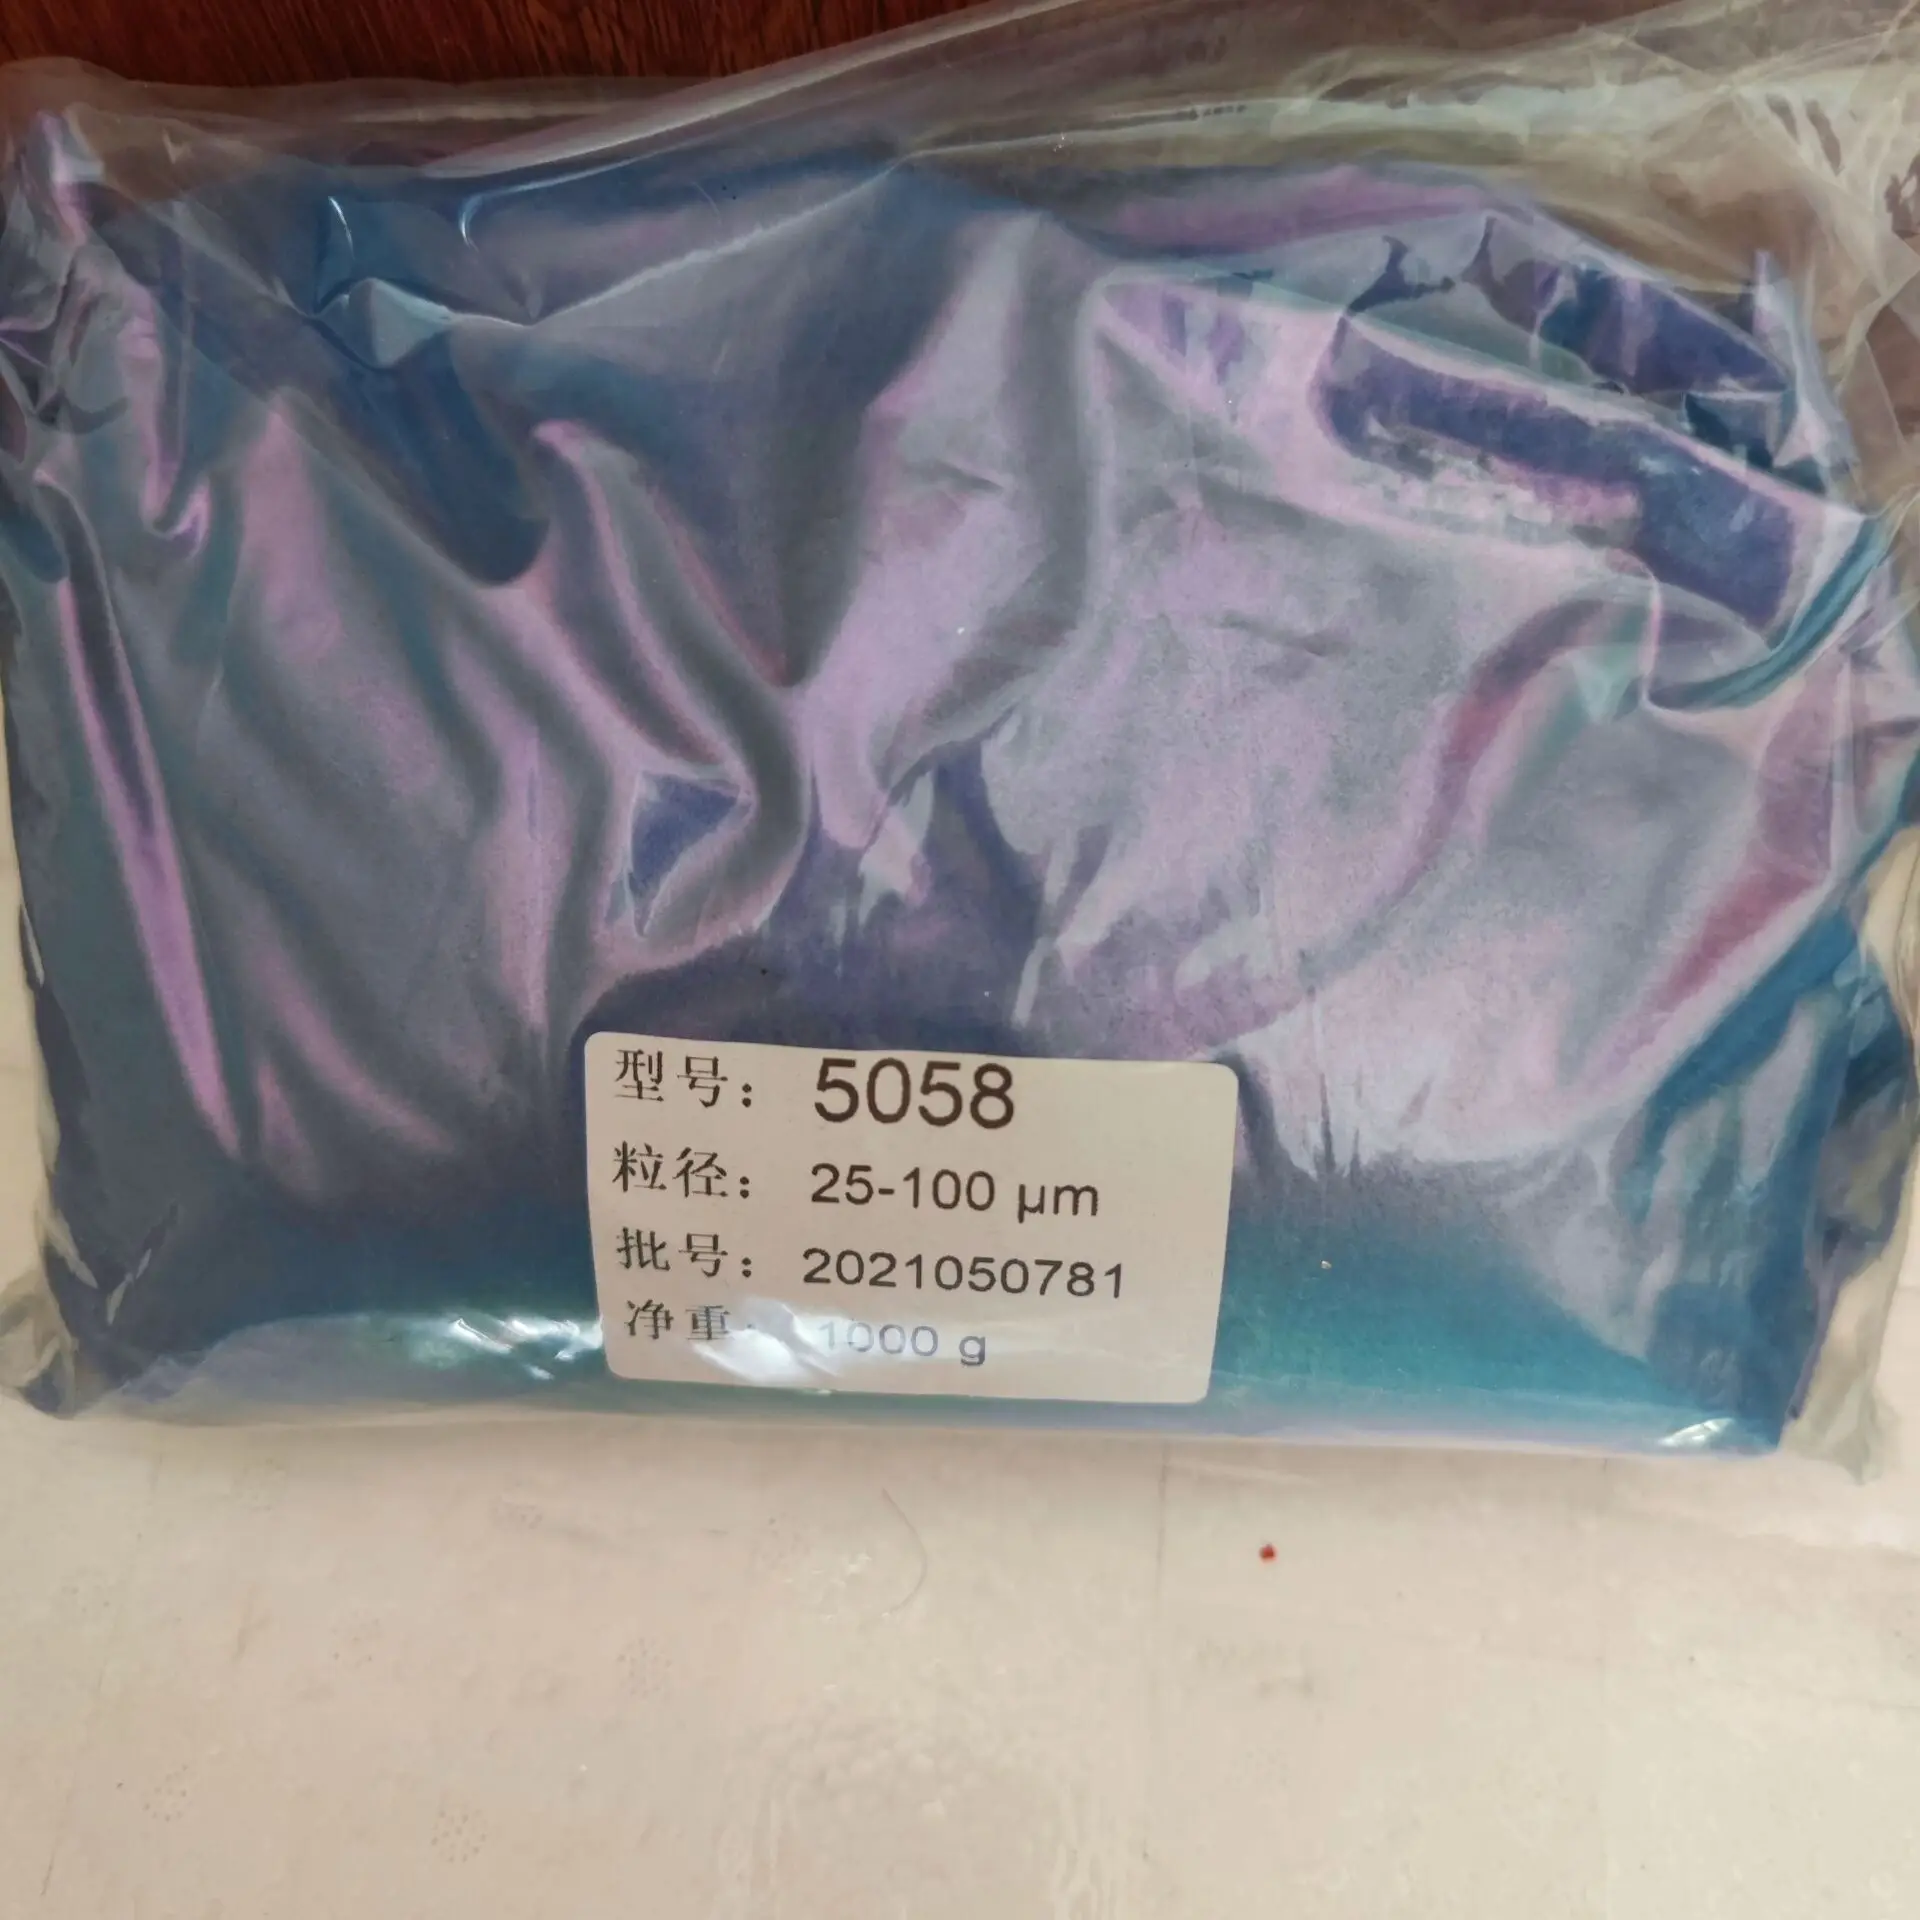 型号： 5058
粒径： 25-100 μm
批号： 2021050781
净重： 1000 g